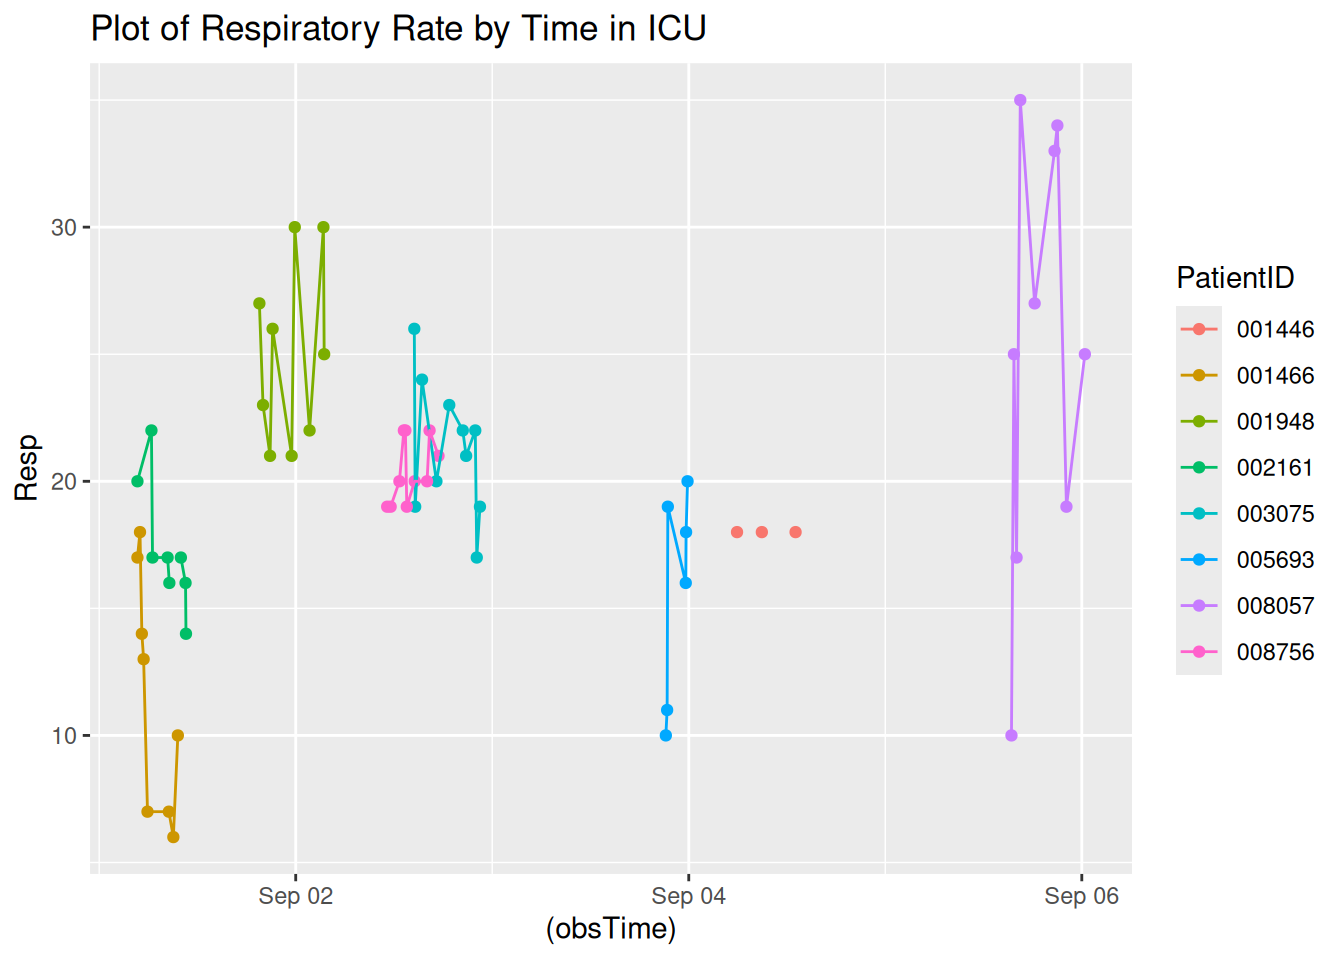 Plot of Respiratory Rate by Time in ICU
Resp
30
20
10
Sep 02
Sep 04
Sep 06
(obsTime)
PatientID
001446
001466
001948
002161
003075
005693
008057
008756